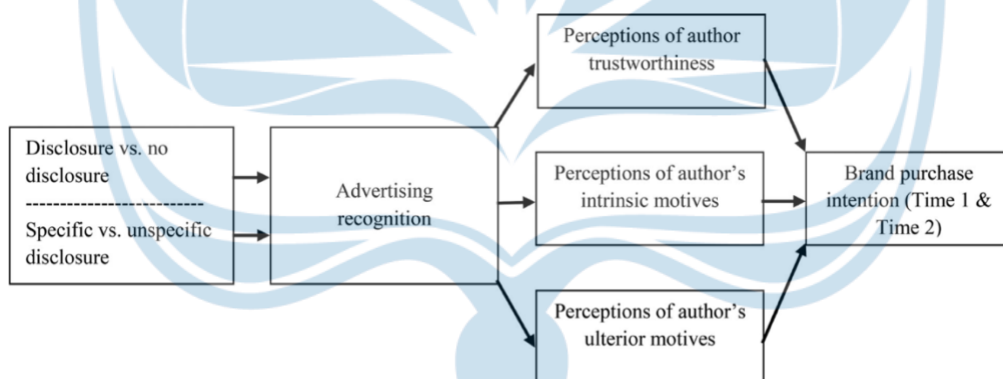 Perceptions of author
trustworthiness
Disclosure vs. no
disclosure
-----------------------------
Specific vs. unspecific
disclosure
Advertising
recognition
Perceptions of author's
intrinsic motives
Brand purchase
intention (Time 1 &
Time 2)
Perceptions of author's
ulterior motives